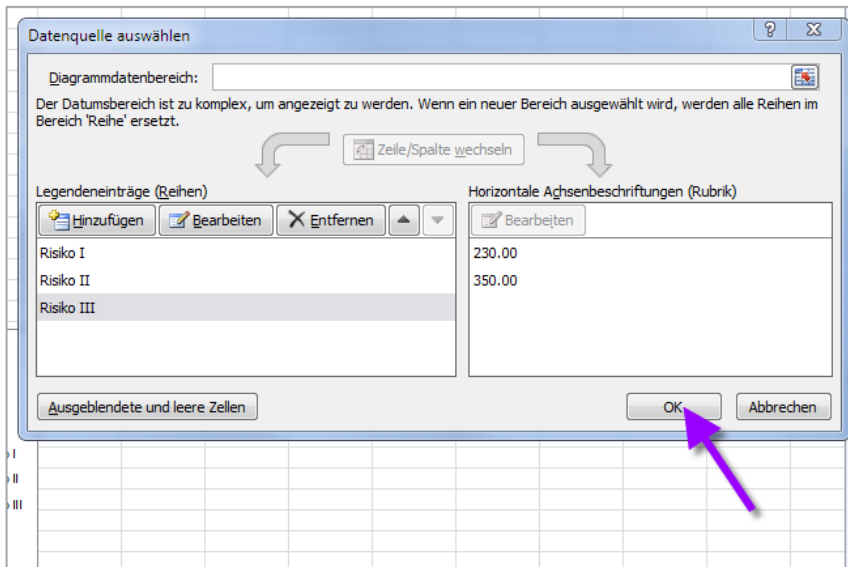 Datenquelle auswählen
Diagrammdatenbereich:
Der Datumsbereich ist zu komplex, um angezeigt zu werden. Wenn ein neuer Bereich ausgewählt wird, werden alle Reihen im
Bereich 'Reihe' ersetzt.
Zeile/Spalte wechseln
Legendeneinträge (Reihen)
Horizontale Achsenbeschriftungen (Rubrik)
Hinzufügen Bearbeiten Entfernen
Bearbeiten
Risiko I
230.00
Risiko II
350.00
Risiko III
Ausgeblendete und leere Zellen
OK Abbrechen
I
II
III